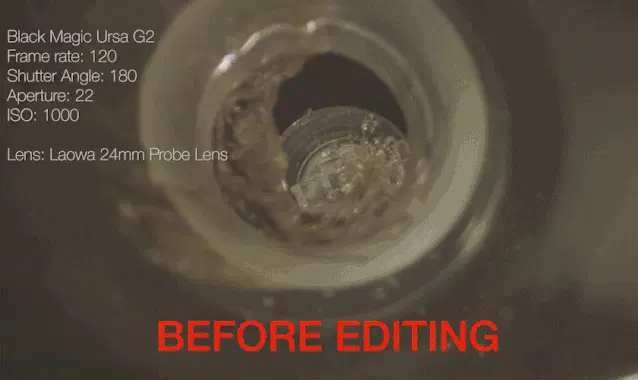 Black Magic Ursa G2
Frame rate: 120
Shutter Angle: 180
Aperture: 22
ISO: 1000
Lens: Laowa 24mm Probe Lens
BEFORE EDITING